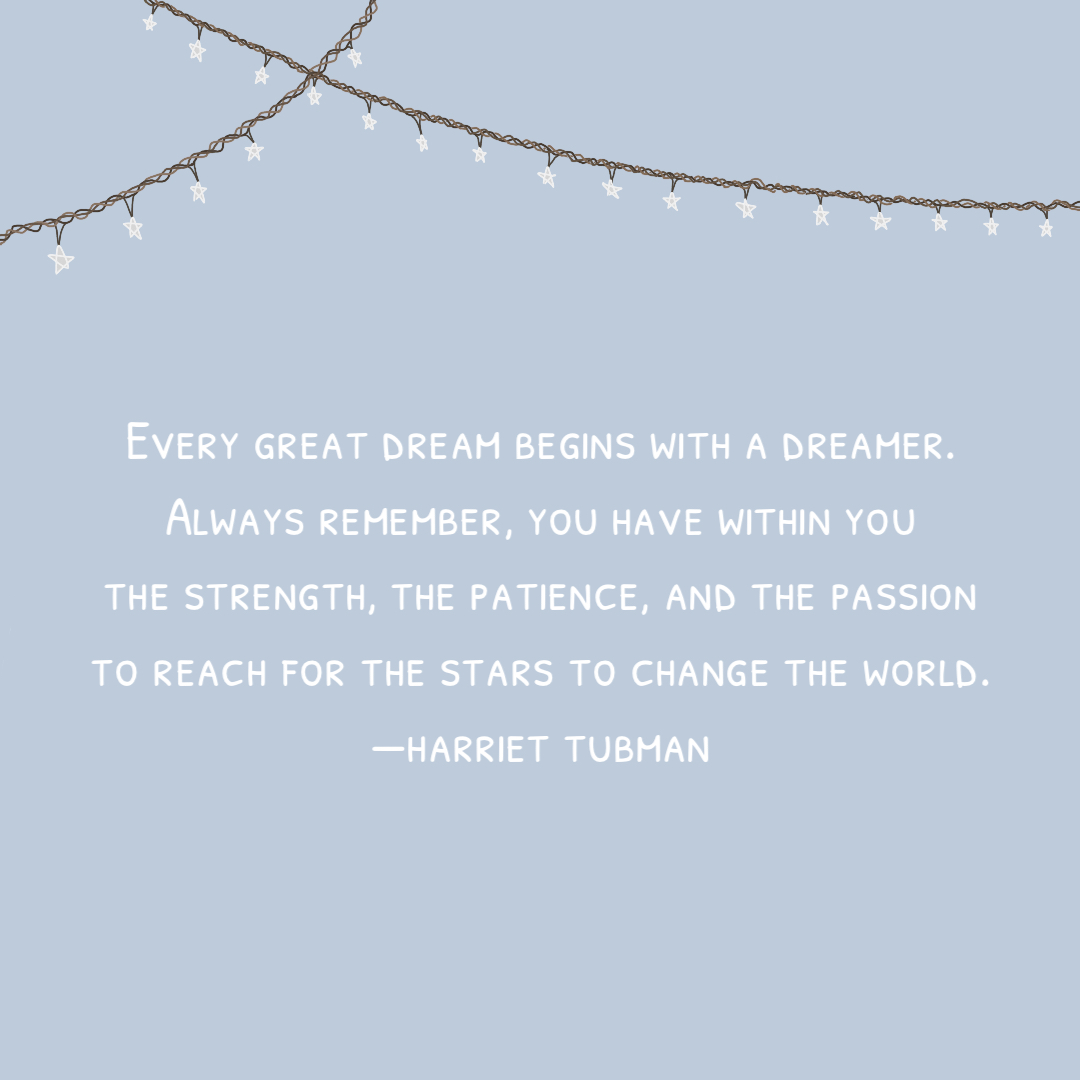 Every great dream begins with a dreamer.
Always remember, you have within you
the strength, the patience, and the passion
to reach for the stars to change the world.
—Harriet Tubman